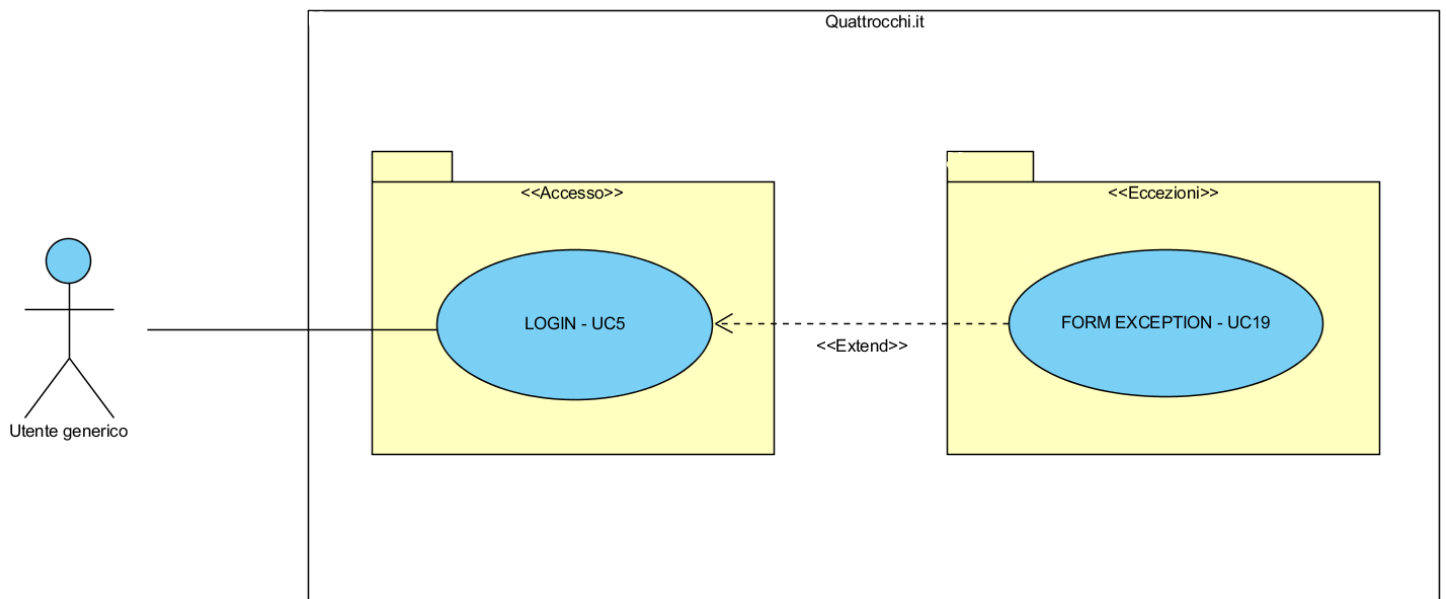 Quattrocchi.it
<<Accesso>>
<<Eccezioni>>
LOGIN - UC5
FORM EXCEPTION - UC19
<<Extend>>
Utente generico